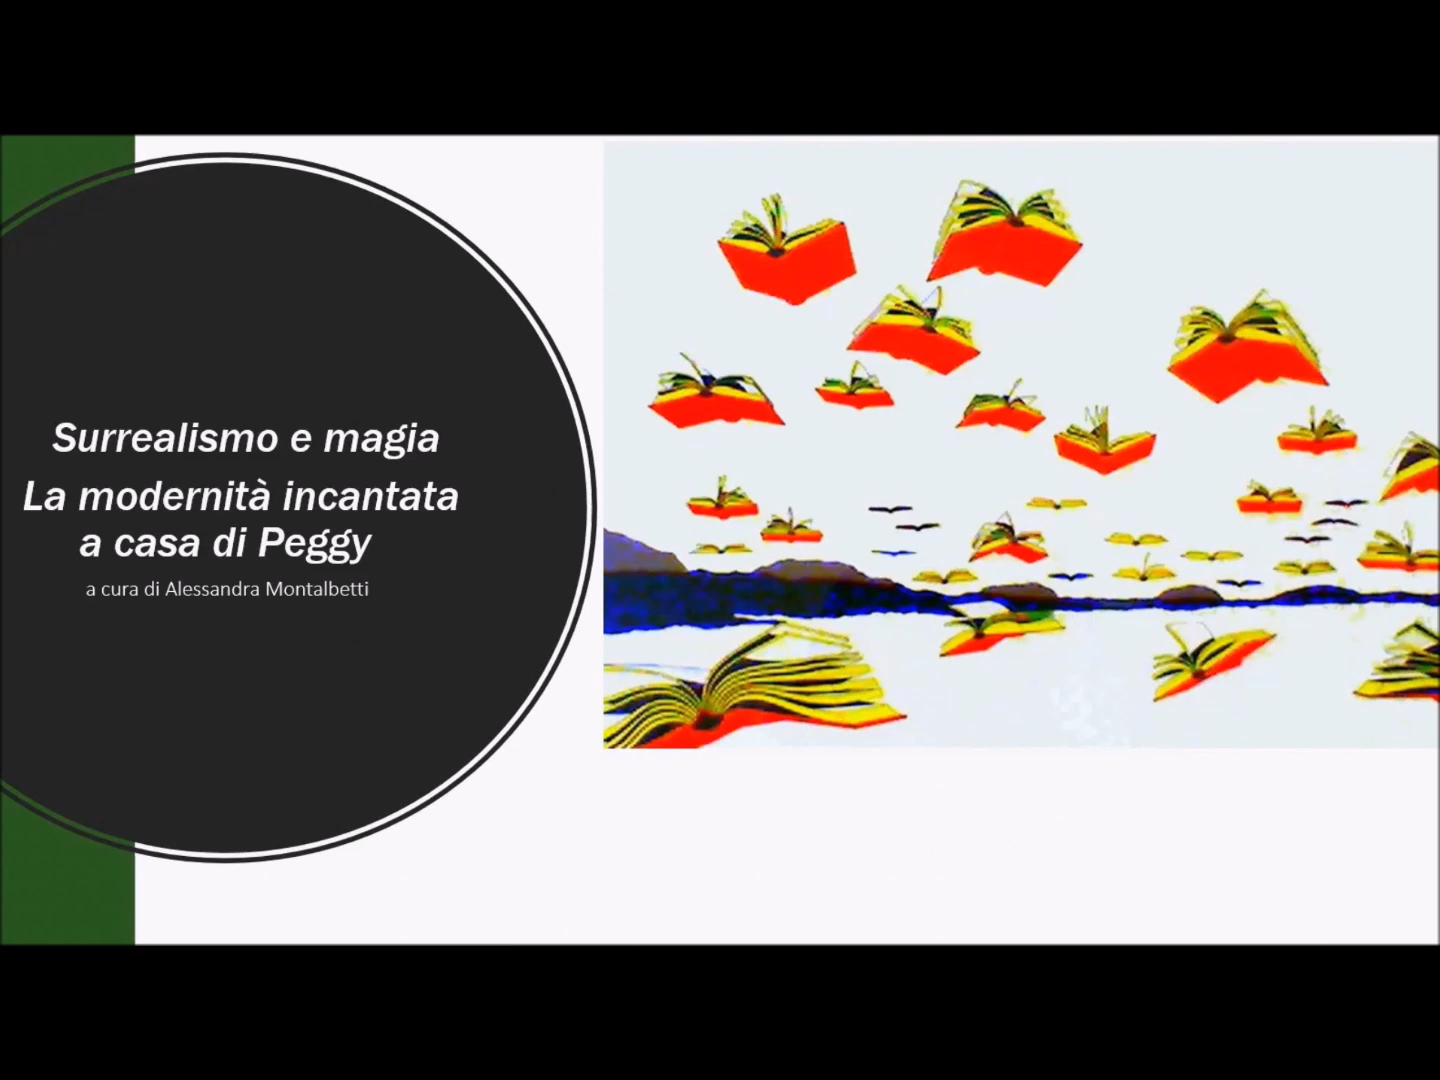 Surrealismo e magia
La modernità incantata
a casa di Peggy
a cura di Alessandra Montalbetti